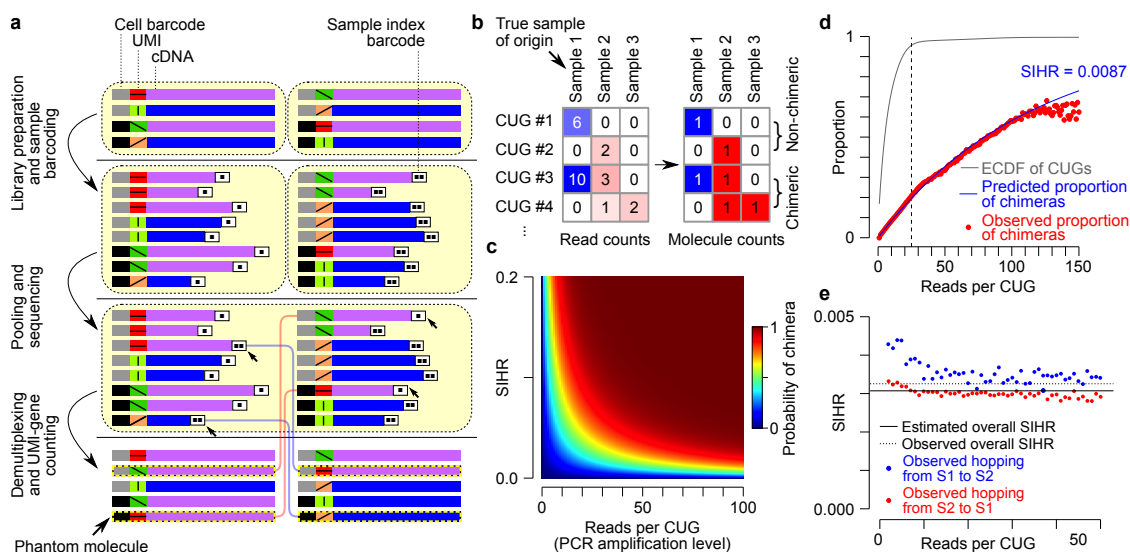 a
Cell barcode
UMI
cDNA
Sample index
barcode
Library preparation
and sample
barcoding
Pooling and
sequencing
Demultiplexing
and UMI-gene
counting
Phantom molecule
b
True sample
of origin
Sample 1
Sample 2
Sample 3
Sample 1
Sample 2
Sample 3
CUG #1
6 0 0
1 0 0
CUG #2
0 2 0
0 1 0
CUG #3
10 3 0
1 1 0
CUG #4
0 1 2
0 1 1
...
Read counts
Molecule counts
Non-chimeric
Chimeric
c
0.2
SIHR
0.0
0
20
40
60
80
100
Reads per CUG
(PCR amplification level)
1
0
Probability of chimera
d
1
Proportion
0
SIHR = 0.0087
ECDF of CUGs
Predicted proportion
of chimeras
Observed proportion
of chimeras
0
50
100
150
Reads per CUG
e
0.005
SIHR
0.000
Estimated overall SIHR
Observed overall SIHR
Observed hopping
from S1 to S2
Observed hopping
from S2 to S1
0
50
Reads per CUG